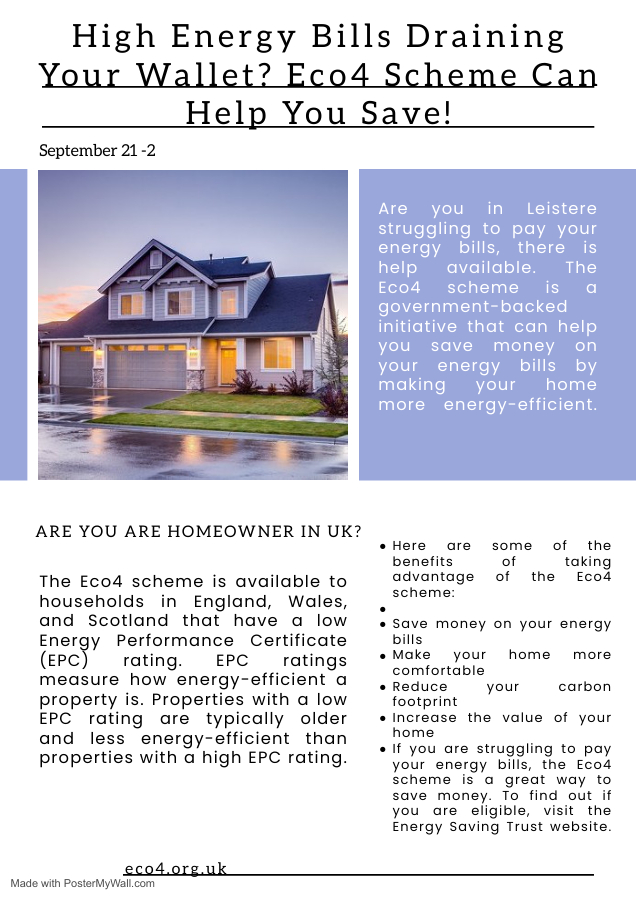 High Energy Bills Draining
Your Wallet? Eco4 Scheme Can
Help You Save!
September 21 -2
Are you in Leistere
struggling to pay your
energy bills, there is
help available. The
Eco4 scheme is a
government-backed
initiative that can help
you save money on
your energy bills by
making your home
more energy-efficient.
ARE YOU ARE HOMEOWNER IN UK?
The Eco4 scheme is available to
households in England, Wales,
and Scotland that have a low
Energy Performance Certificate
(EPC) rating. EPC ratings
measure how energy-efficient a
property is. Properties with a low
EPC rating are typically older
and less energy-efficient than
properties with a high EPC rating.
• Here are some of the
benefits of taking
advantage of the Eco4
scheme:
•
• Save money on your energy
bills
• Make your home more
comfortable
• Reduce your carbon
footprint
• Increase the value of your
home
• If you are struggling to pay
your energy bills, the Eco4
scheme is a great way to
save money. To find out if
you are eligible, visit the
Energy Saving Trust website.
eco4.org.uk
Made with PosterMyWall.com